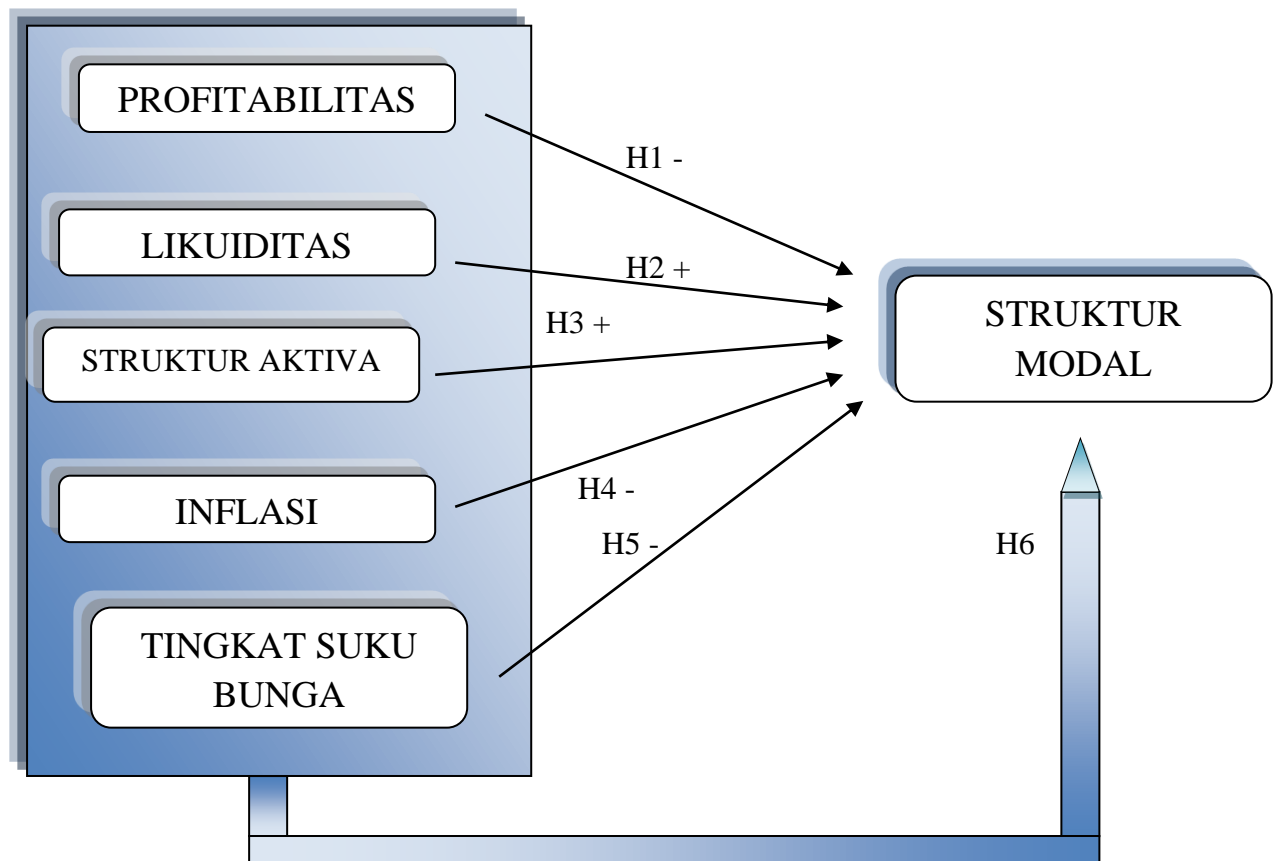 PROFITABILITAS
H1 -
LIKUIDITAS
H2 +
H3 +
STRUKTUR AKTIVA
STRUKTUR
MODAL
INFLASI
H4 -
H5 -
H6
TINGKAT SUKU
BUNGA